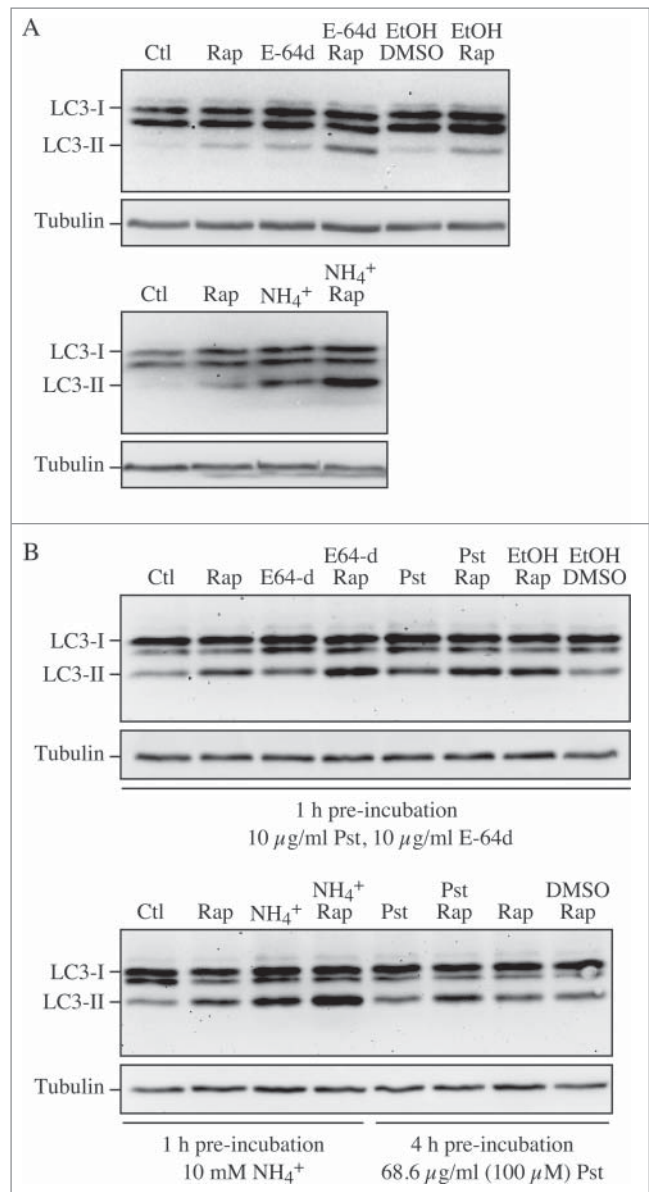 A
E-64d EtOH EtOH
Ctl Rap E-64d Rap DMSO Rap
LC3-I
LC3-II
Tubulin
NH4+
Ctl Rap NH4+ Rap
LC3-I
LC3-II
Tubulin
B
E64-d Pst EtOH EtOH
Ctl Rap E64-d Rap Pst Rap Rap DMSO
LC3-I
LC3-II
Tubulin
1 h pre-incubation
10 μg/ml Pst, 10 μg/ml E-64d
NH4+ Pst DMSO
Ctl Rap NH4+ Rap Pst Rap Rap Rap
LC3-I
LC3-II
Tubulin
1 h pre-incubation 4 h pre-incubation
10 mM NH4+ 68.6 μg/ml (100 μM) Pst